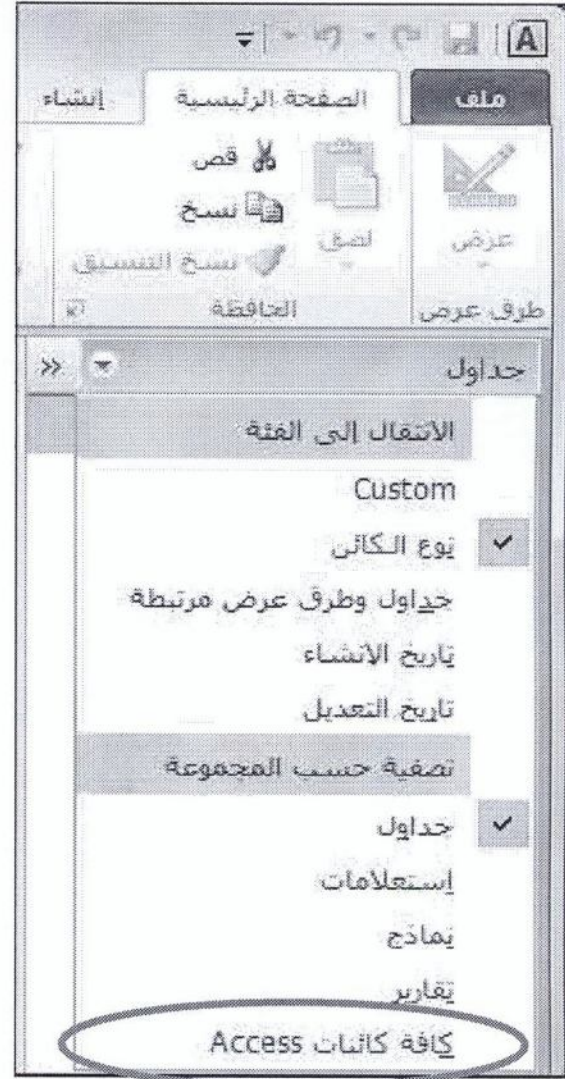 A
ملف الصفحة الرئيسية إنشاء
عرض
طرق عرض
لصق
قص
نسخ
نسخ التنسيق
الحافظة
جداول
الانتقال إلى الفئة
Custom
نوع الكائن
جداول وطرق عرض مرتبطة
تاريخ الانشاء
تاريخ التعديل
تصفية حسب المجموعة
جداول
إستعلامات
نماذج
تقارير
كافة كائنات Access